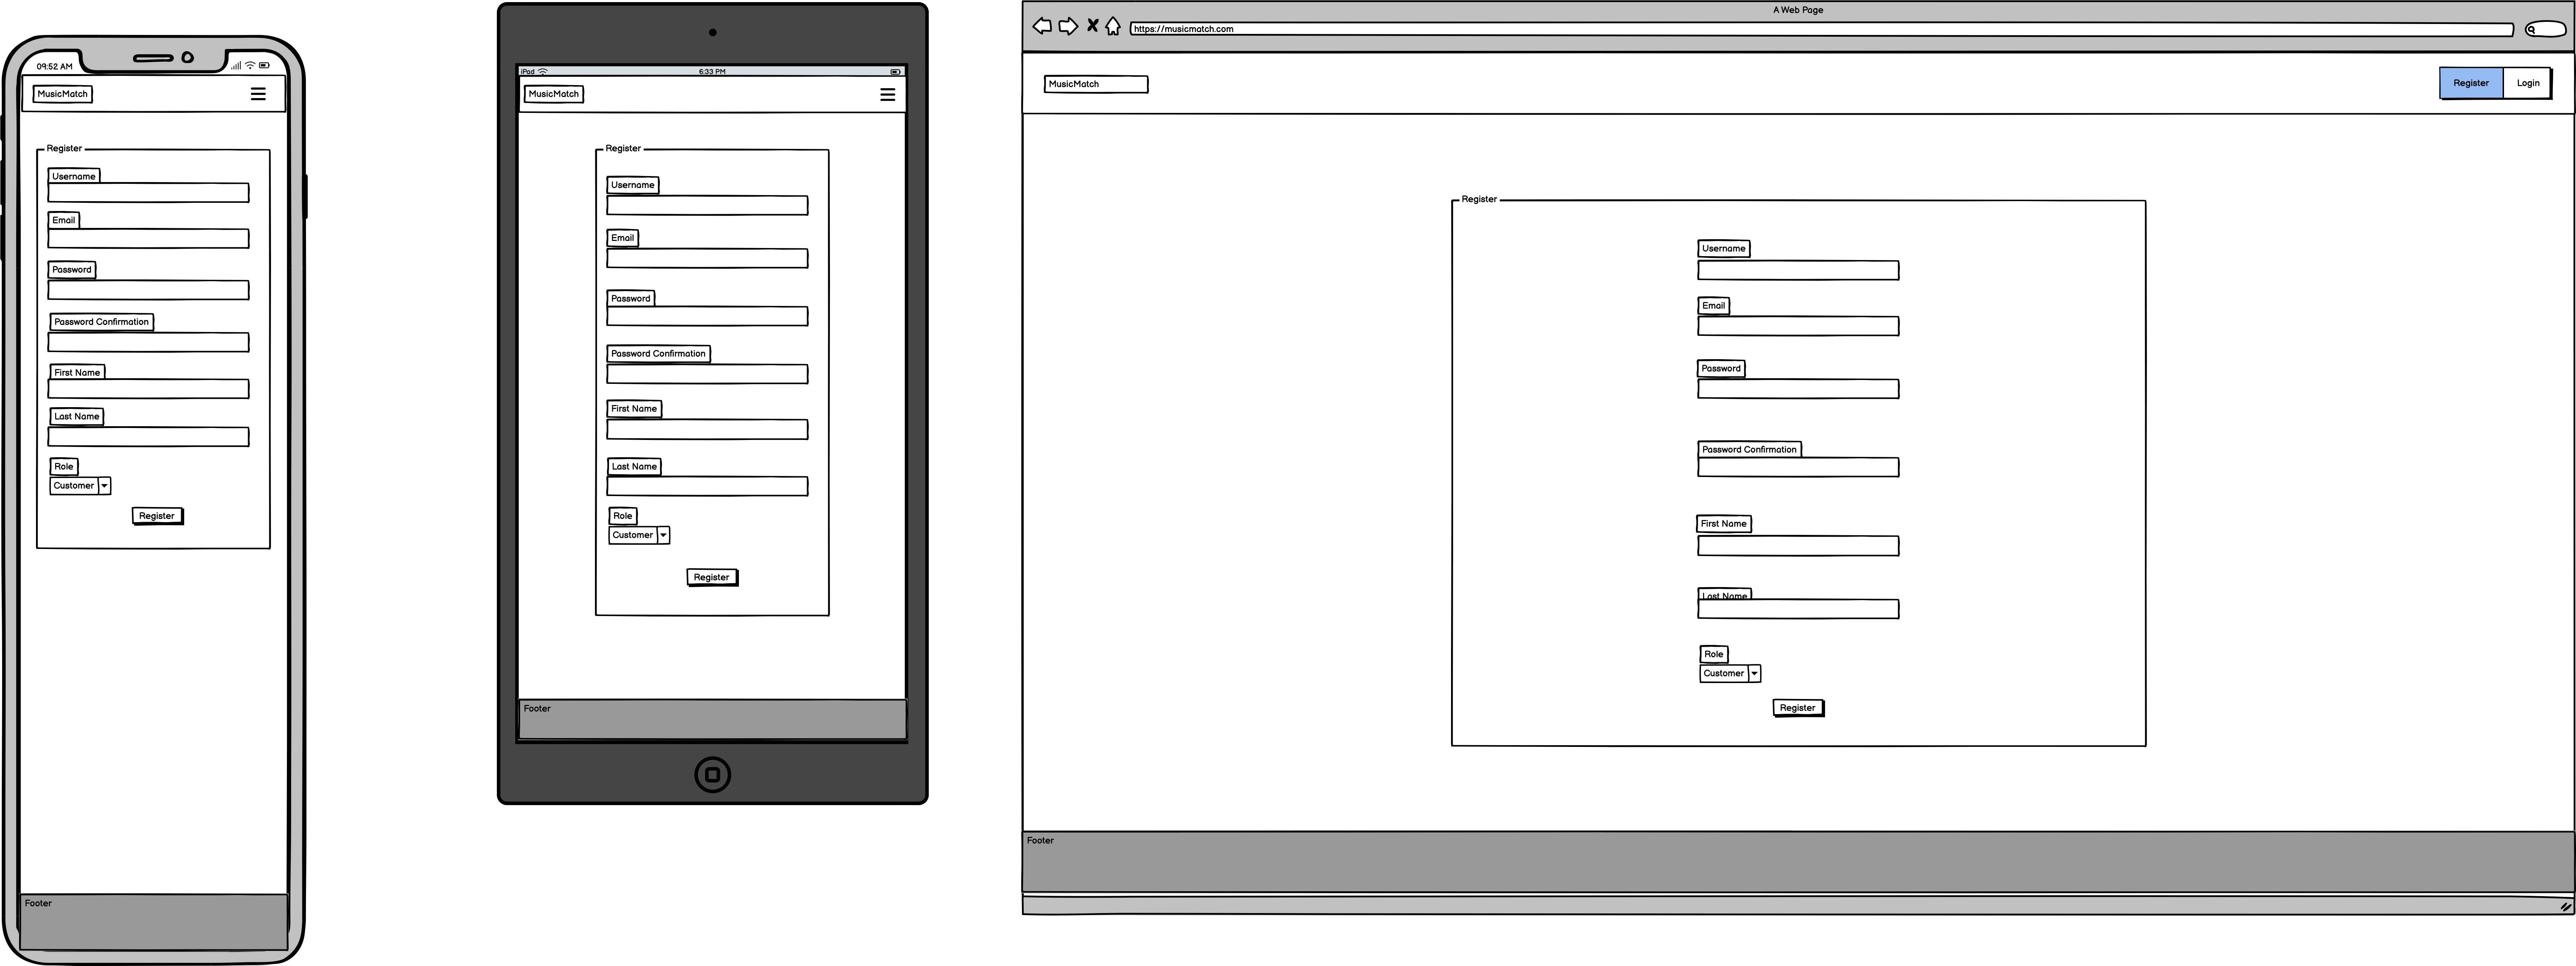 09:52 AM
MusicMatch
Register
Username
Email
Password
Password Confirmation
First Name
Last Name
Role
Customer
Register
Footer
iPad
6:33 PM
MusicMatch
Register
Username
Email
Password
Password Confirmation
First Name
Last Name
Role
Customer
Register
Footer
A Web Page
https://musicmatch.com
MusicMatch
Register
Login
Register
Username
Email
Password
Password Confirmation
First Name
Last Name
Role
Customer
Register
Footer